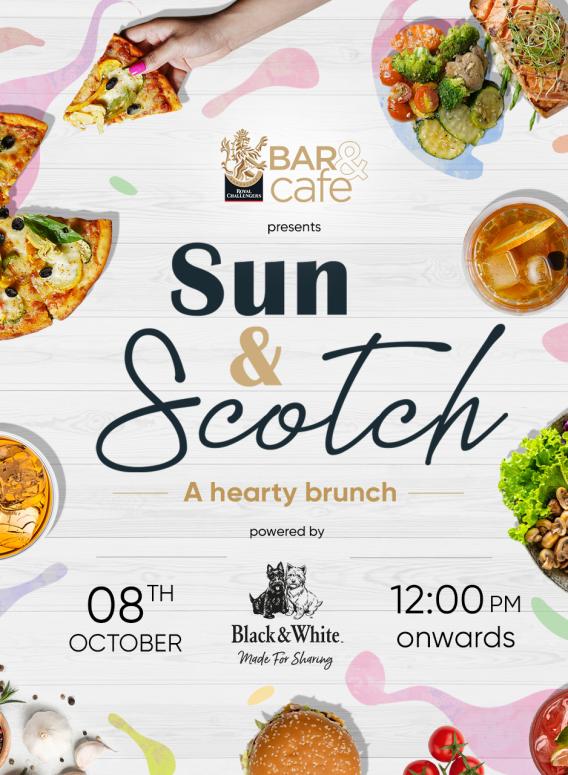 BAR&
ROYAL
CHALLENGERS
cafe
presents
Sun
&
Scotch
A hearty brunch
powered by
08TH
OCTOBER
Black & White
Made For Sharing
12:00 PM
onwards